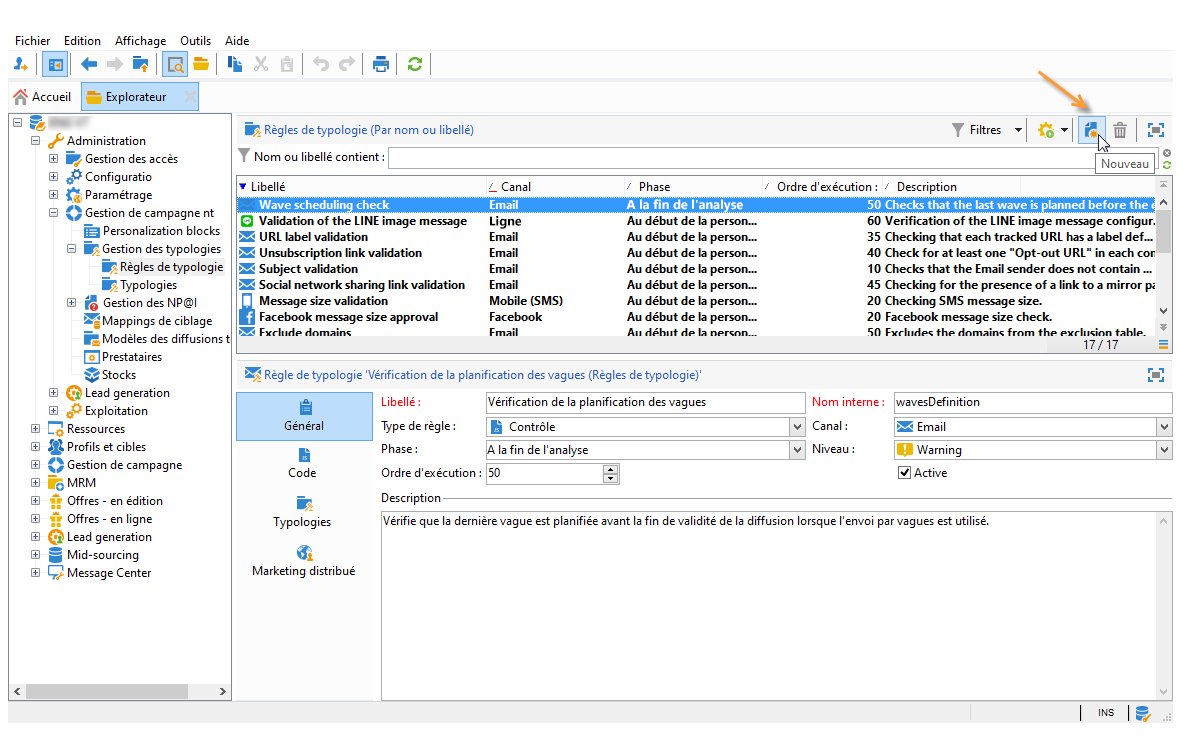 Fichier Edition Affichage Outils Aide
Accueil Explorateur
Administration
Gestion des accès
Configuratio
Paramétrage
Gestion de campagne nt
Personalization blocks
Gestion des typologies
Règles de typologie
Typologies
Gestion des NP@I
Mappings de ciblage
Modèles des diffusions t
Prestataires
Stocks
Lead generation
Exploitation
Ressources
Profils et cibles
Gestion de campagne
MRM
Offres - en édition
Offres - en ligne
Lead generation
Mid-sourcing
Message Center
Règles de typologie (Par nom ou libellé)
Filtres
Nouveau
Nom ou libellé contient :
Libellé Canal Phase Ordre d'exécution : Description
Wave scheduling check Email A la fin de l'analyse 50 Checks that the last wave is planned before the e
Validation of the LINE image message Ligne Au début de la person... 60 Verification of the LINE image message configur.
URL label validation Email Au début de la person... 35 Checking that each tracked URL has a label def...
Unsubscription link validation Email Au début de la person... 40 Check for at least one "Opt-out URL" in each con
Subject validation Email Au début de la person... 10 Checks that the Email sender does not contain ...
Social network sharing link validation Email Au début de la person... 45 Checking for the presence of a link to a mirror pa
Message size validation Mobile (SMS) Au début de la person... 20 Checking SMS message size.
Facebook message size approval Facebook Au début de la person... 20 Facebook message size check.
Exclude domains Email Au début de la person... 50 Excludes the domains from the exclusion table.
17 / 17
Règle de typologie 'Vérification de la planification des vagues (Règles de typologie)'
Général
Code
Typologies
Marketing distribué
Libellé : Vérification de la planification des vagues Nom interne : wavesDefinition
Type de règle : Contrôle Canal : Email
Phase : A la fin de l'analyse Niveau : Warning
Ordre d'exécution : 50 Active
Description
Vérifie que la dernière vague est planifiée avant la fin de validité de la diffusion lorsque l'envoi par vagues est utilisé.
INS